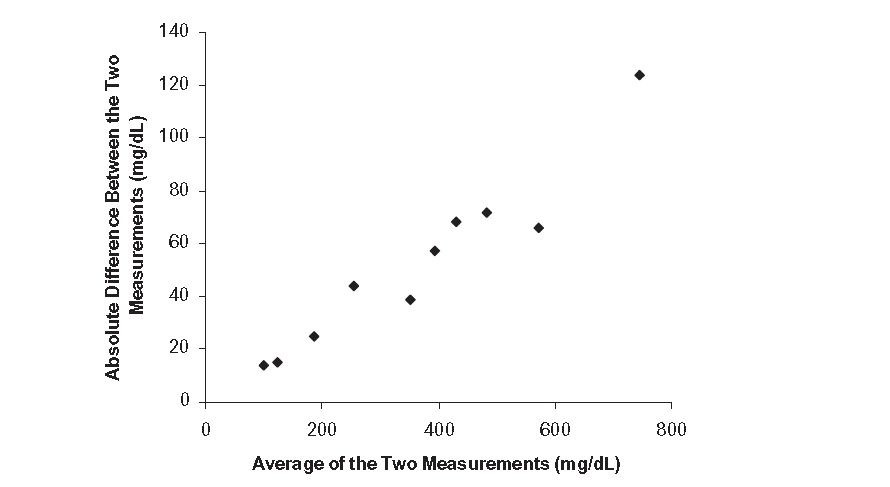 Absolute Difference Between the Two
Measurements (mg/dL)
140
120
100
80
60
40
20
0
0 200 400 600 800
Average of the Two Measurements (mg/dL)